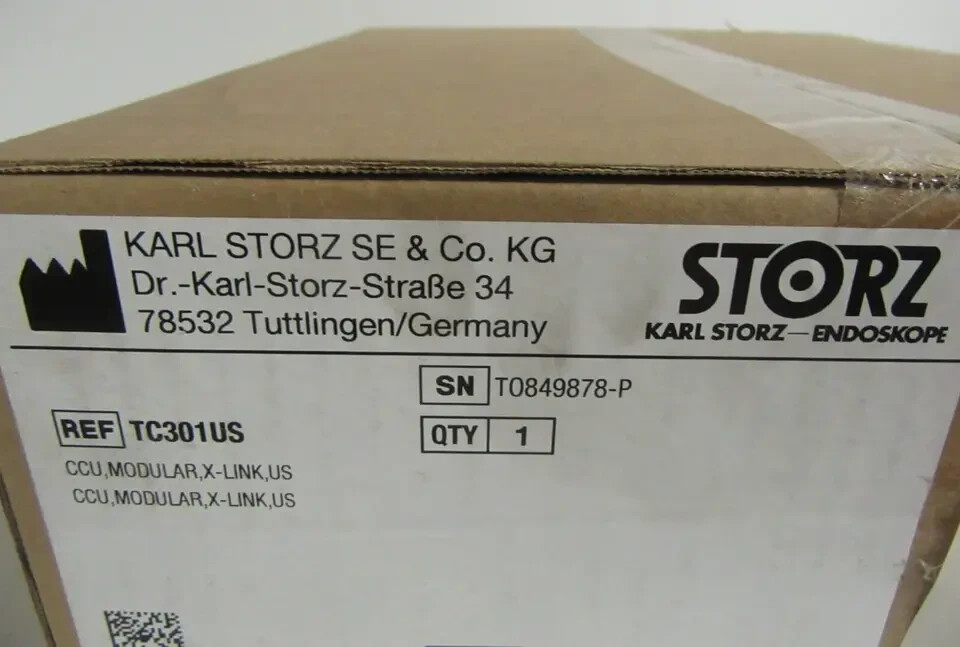 KARL STORZ SE & Co. KG
Dr.-Karl-Storz-Straße 34
78532 Tuttlingen/Germany
STORZ
KARL STORZ—ENDOSKOPE
SN TO849878-P
REF TC301US
QTY 1
CCU,MODULAR,X-LINK,US
CCU,MODULAR,X-LINK,US